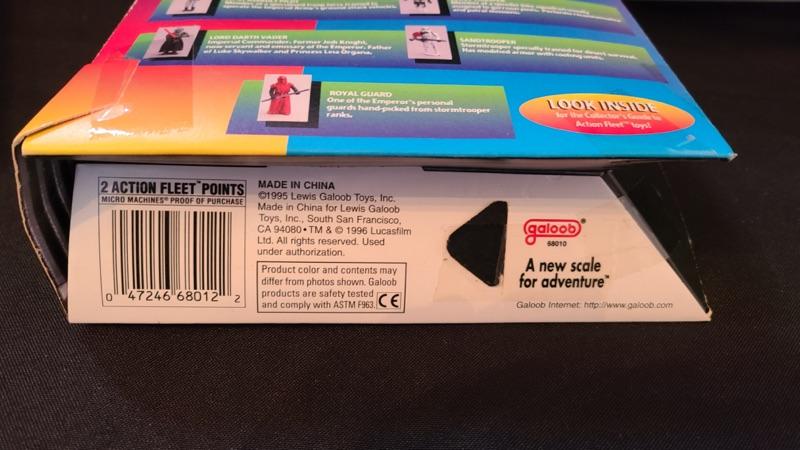 LORD DARTH VADER
Imperial Commander. Former Jedi Knight,
now servant and emissary of the Emperor. Father
of Luke Skywalker and Princess Leia Organa.
SANDTROOPER
Stormtrooper specially trained for desert survival.
Has modified armor with cooling units.
ROYAL GUARD
One of the Emperor's personal
guards hand-picked from stormtrooper
ranks.
LOOK INSIDE
for the Collector's Guide to
Action Fleet™ toys!
2 ACTION FLEET™ POINTS
MICRO MACHINES® PROOF OF PURCHASE
0 47246 68012 2
MADE IN CHINA
©1995 Lewis Galoob Toys, Inc.
Made in China for Lewis Galoob
Toys, Inc., South San Francisco,
CA 94080 • TM & © 1996 Lucasfilm
Ltd. All rights reserved. Used
under authorization.
Product color and contents may
differ from photos shown. Galoob
products are safety tested
and comply with ASTM F963.
CE
galoob®
68010
A new scale
for adventure™
Galoob Internet: http://www.galoob.com